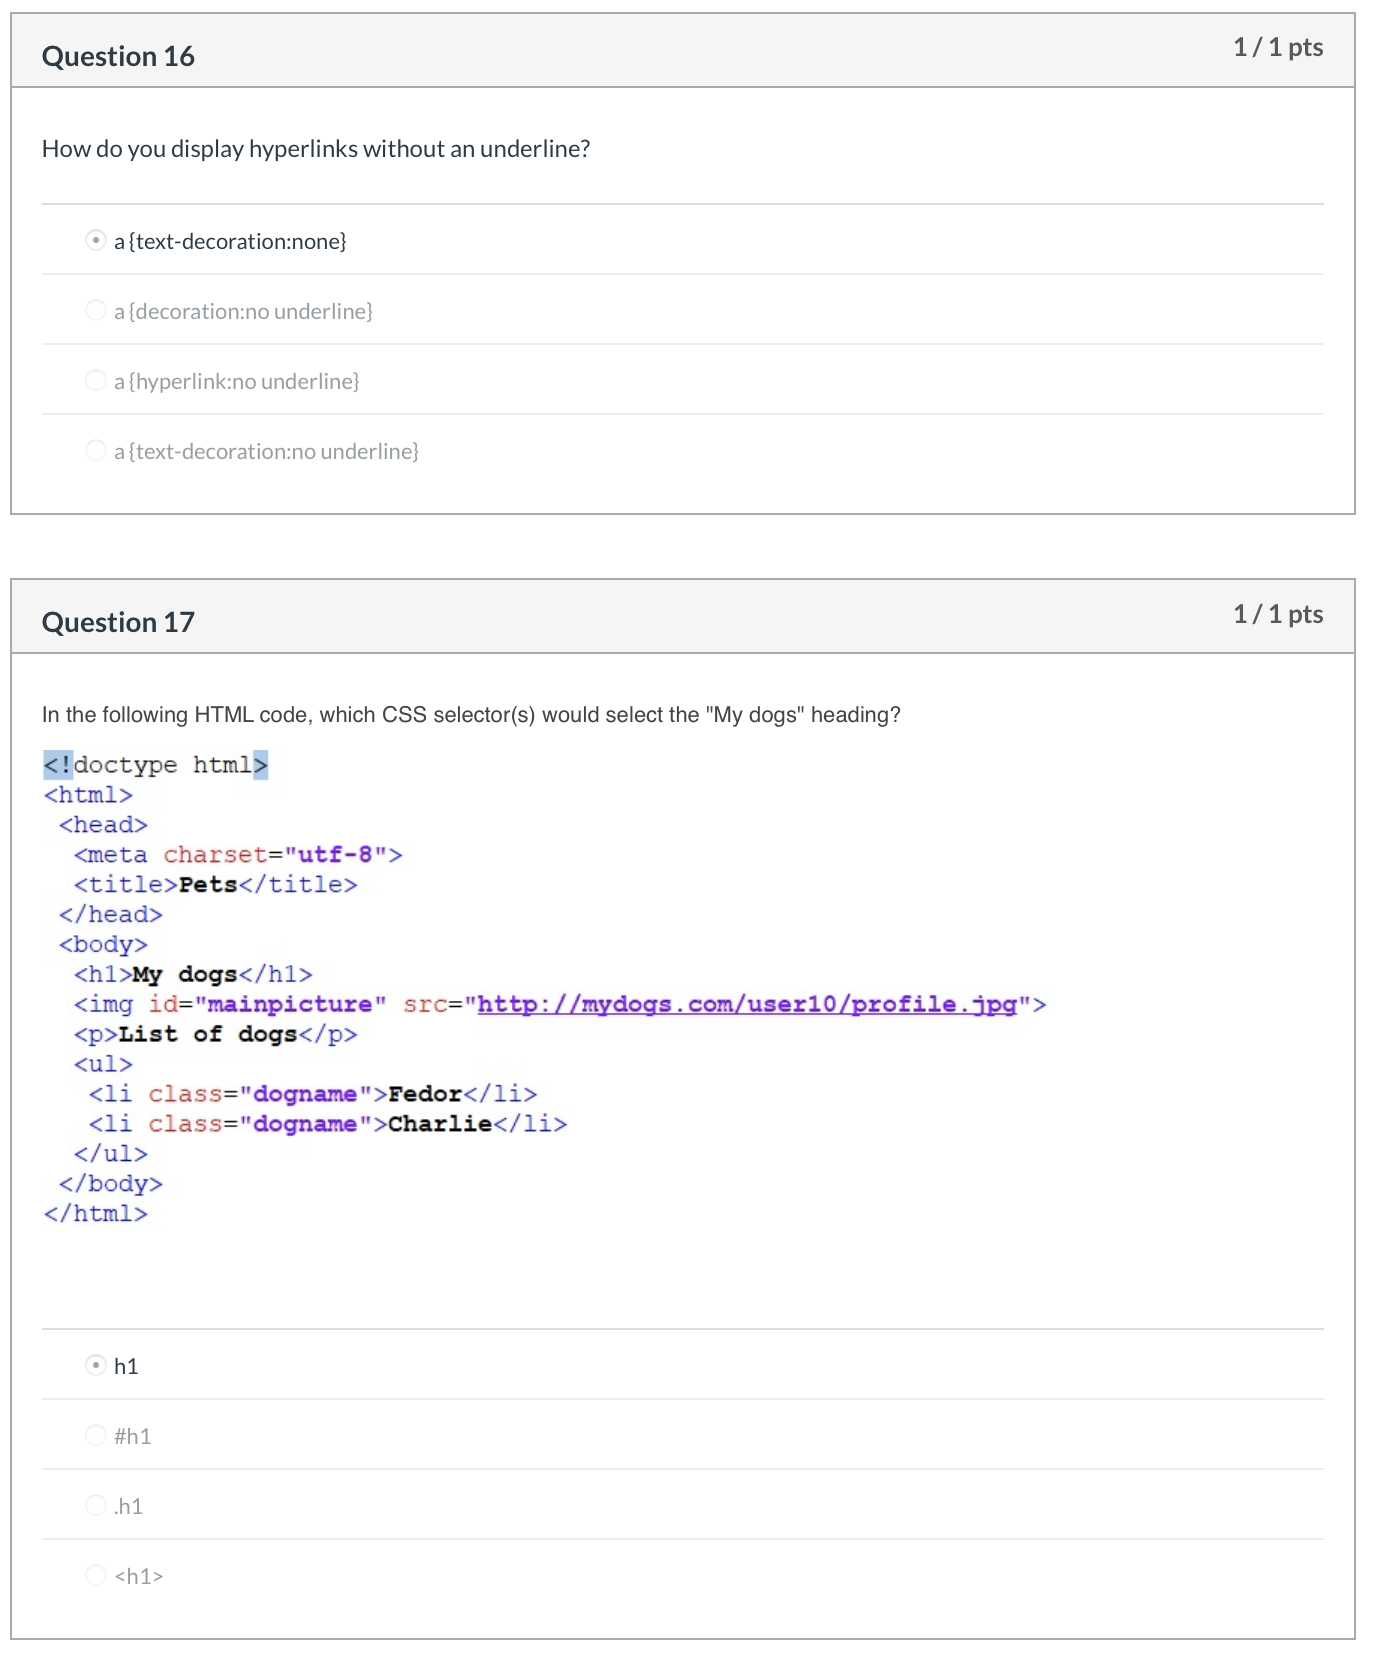 Question 16
1 / 1 pts
How do you display hyperlinks without an underline?
a {text-decoration:none}
a {decoration:no underline}
a {hyperlink:no underline}
a {text-decoration:no underline}
Question 17
1 / 1 pts
In the following HTML code, which CSS selector(s) would select the "My dogs" heading?
<!doctype html>
<html>
<head>
<meta charset="utf-8">
<title>Pets</title>
</head>
<body>
<h1>My dogs</h1>
<img id="mainpicture" src="http://mydogs.com/user10/profile.jpg">
<p>List of dogs</p>
<ul>
<li class="dogname">Fedor</li>
<li class="dogname">Charlie</li>
</ul>
</body>
</html>
h1
#h1
.h1
<h1>